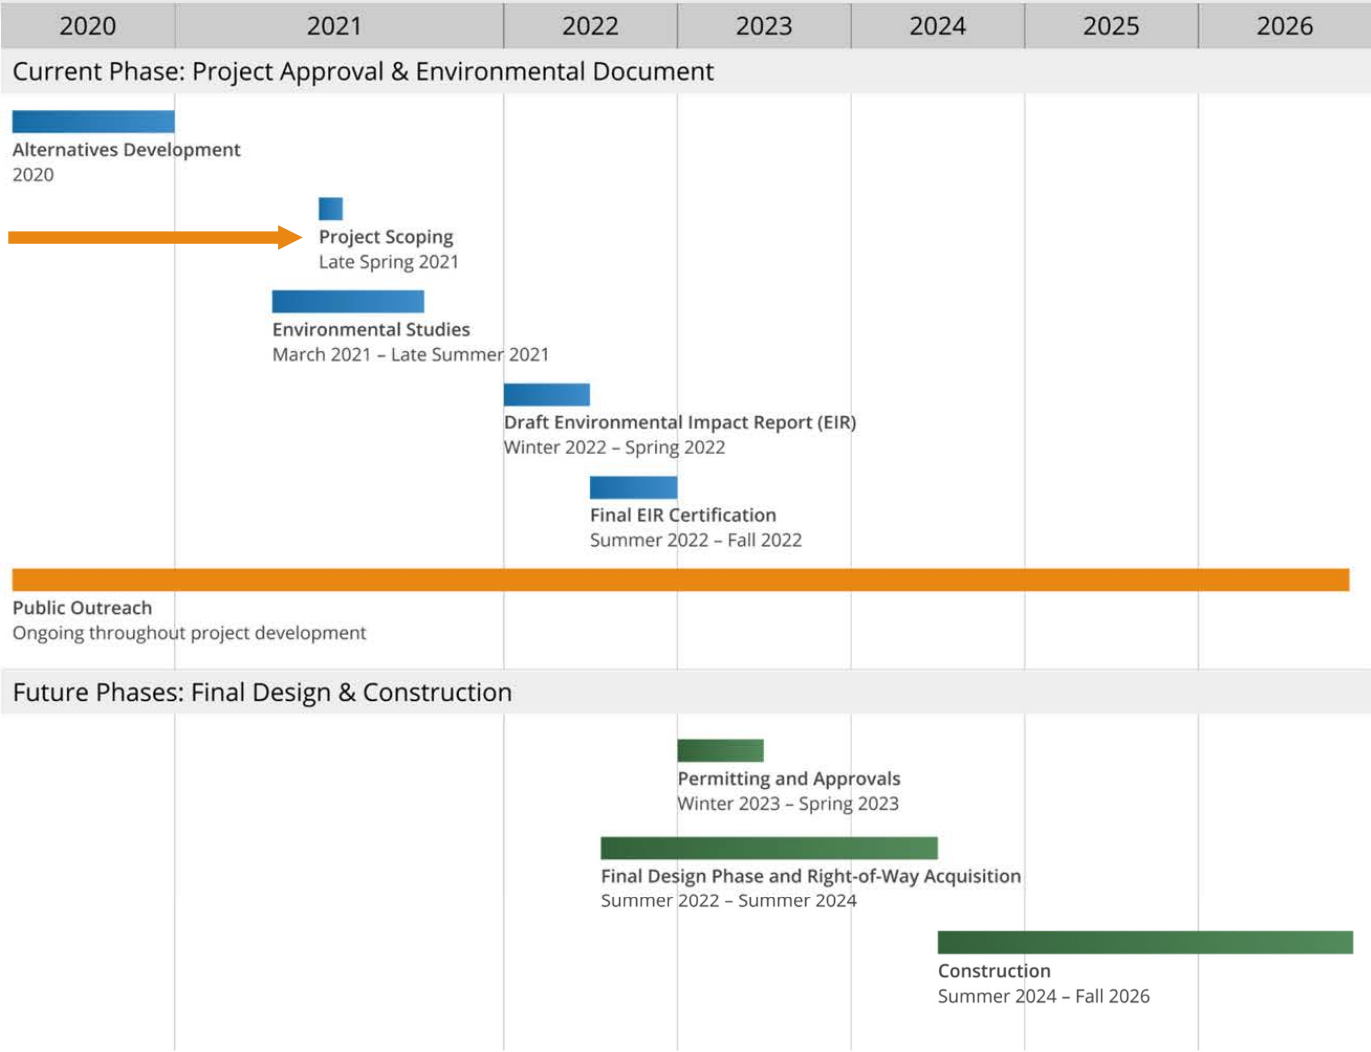 2020 2021 2022 2023 2024 2025 2026
Current Phase: Project Approval & Environmental Document
Alternatives Development
2020
Project Scoping
Late Spring 2021
Environmental Studies
March 2021 – Late Summer 2021
Draft Environmental Impact Report (EIR)
Winter 2022 – Spring 2022
Final EIR Certification
Summer 2022 – Fall 2022
Public Outreach
Ongoing throughout project development
Future Phases: Final Design & Construction
Permitting and Approvals
Winter 2023 – Spring 2023
Final Design Phase and Right-of-Way Acquisition
Summer 2022 – Summer 2024
Construction
Summer 2024 – Fall 2026